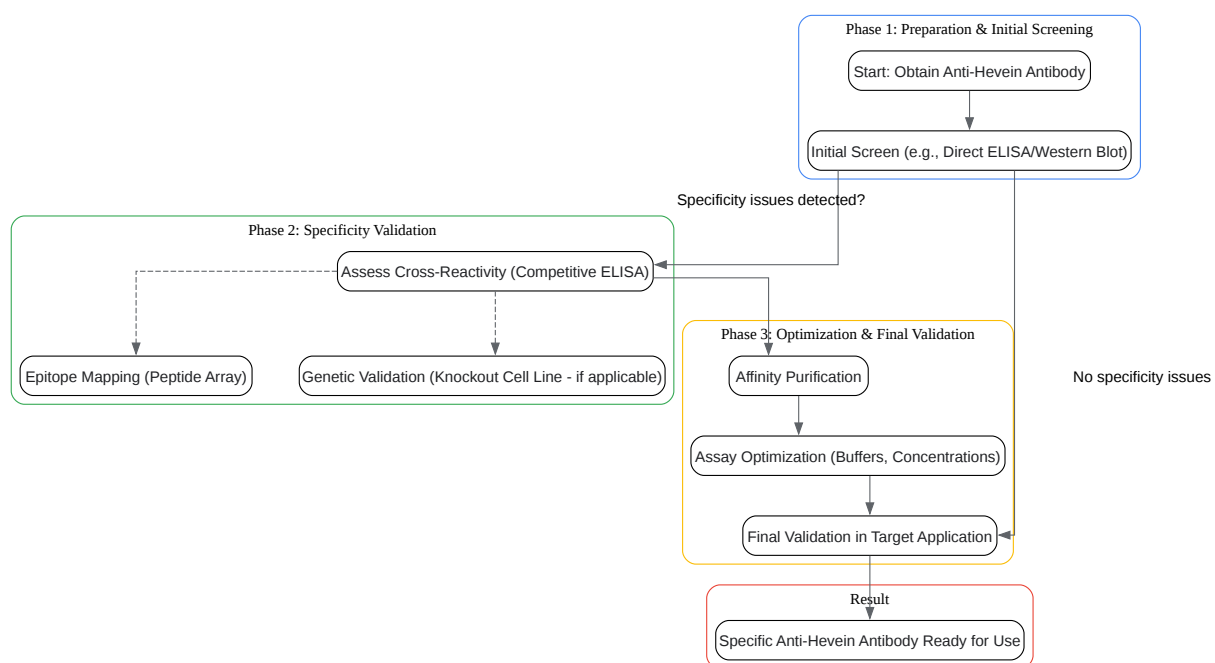 Phase 1: Preparation & Initial Screening
Start: Obtain Anti-Hevein Antibody
Initial Screen (e.g., Direct ELISA/Western Blot)
Specificity issues detected?
Phase 2: Specificity Validation
Assess Cross-Reactivity (Competitive ELISA)
Epitope Mapping (Peptide Array)
Genetic Validation (Knockout Cell Line - if applicable)
Phase 3: Optimization & Final Validation
Affinity Purification
No specificity issues
Assay Optimization (Buffers, Concentrations)
Final Validation in Target Application
Result
Specific Anti-Hevein Antibody Ready for Use